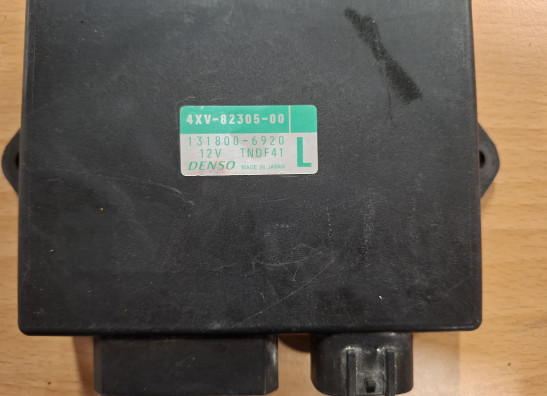 4XV-82305-00
131800-6920
12V TNDF41
DENSO MADE IN JAPAN
L